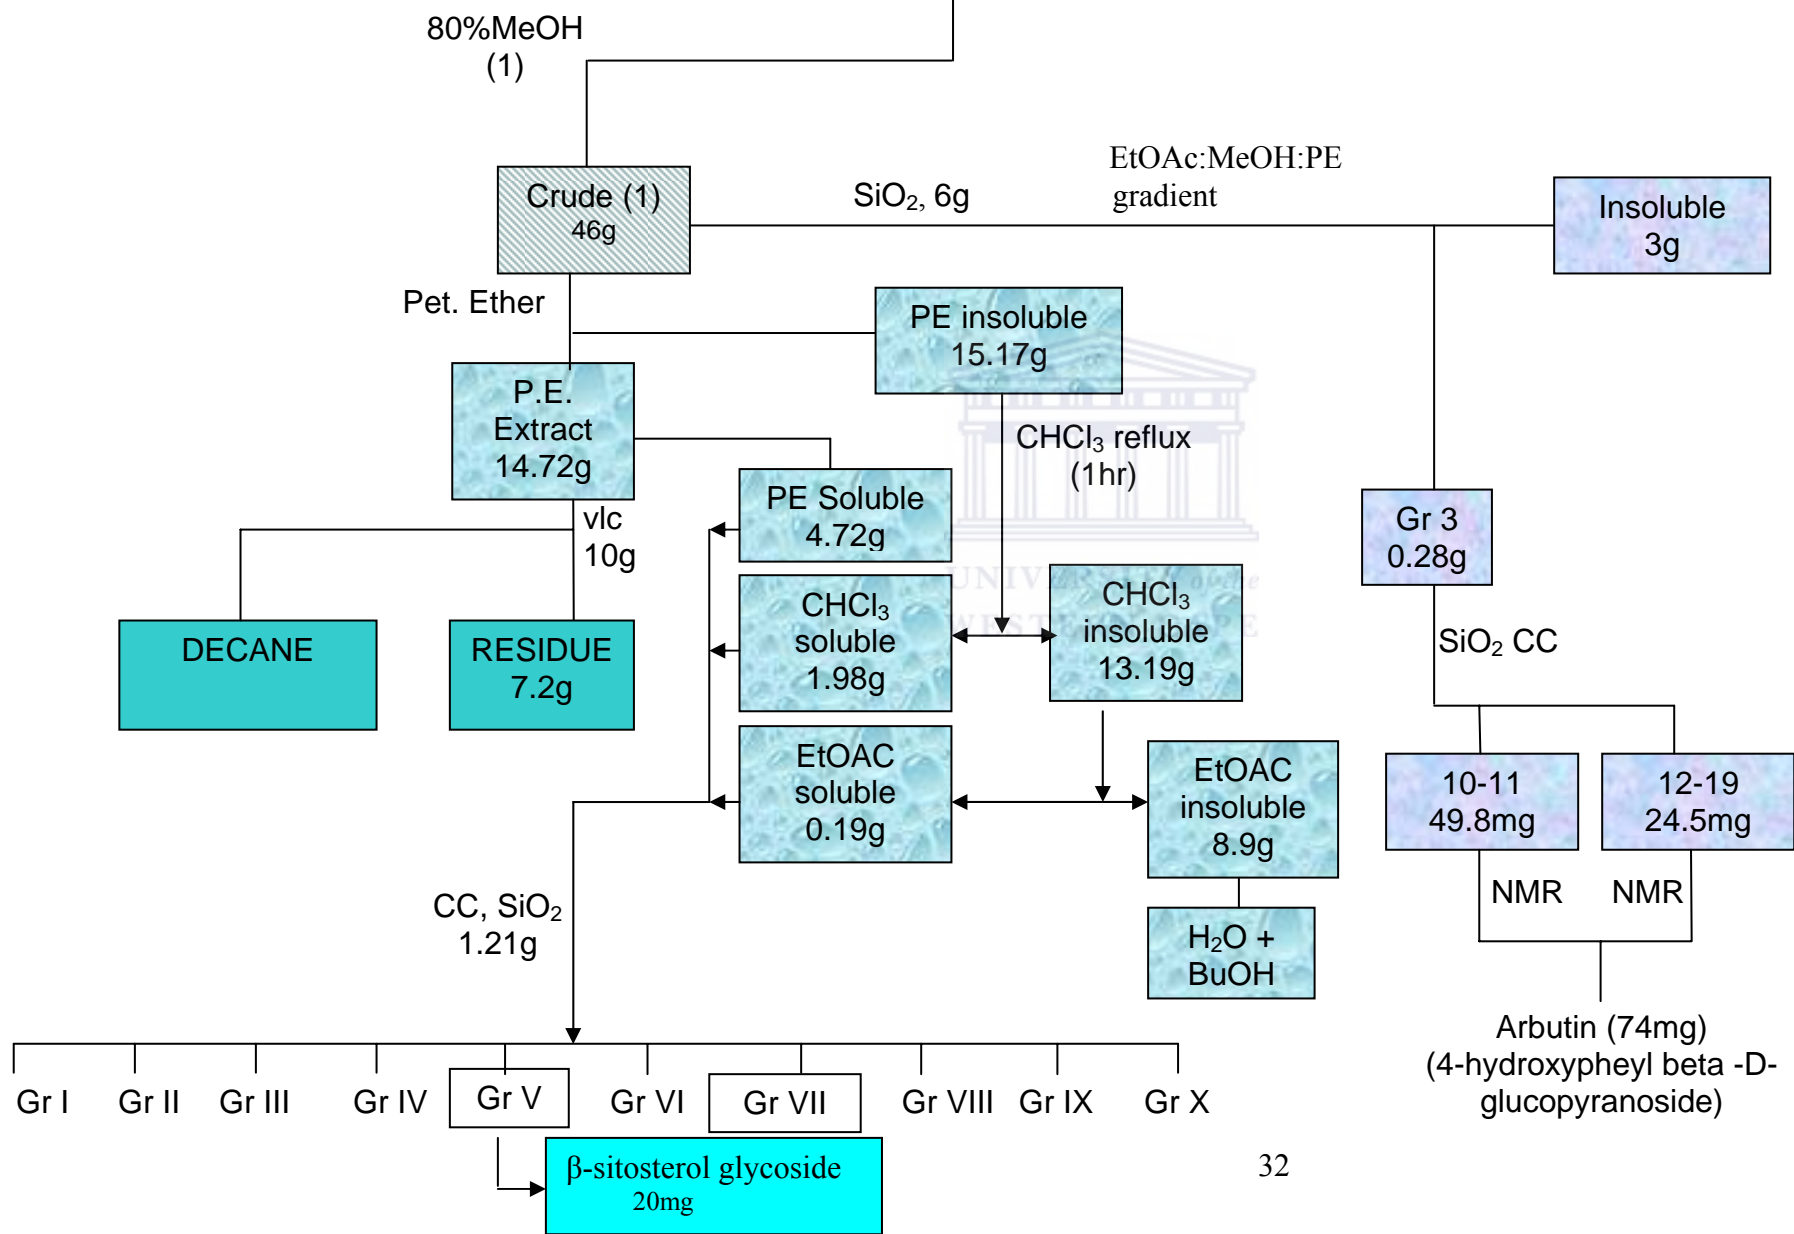 80%MeOH
(1)
EtOAc:MeOH:PE
gradient
SiO₂, 6g
Crude (1)
46g
Insoluble
3g
Pet. Ether
PE insoluble
15.17g
P.E.
Extract
14.72g
CHCl₃ reflux
(1hr)
PE Soluble
4.72g
Gr 3
0.28g
vlc
10g
UNIVERSITY of the
WESTERN CAPE
CHCl₃
soluble
1.98g
CHCl₃
insoluble
13.19g
DECANE
RESIDUE
7.2g
SiO₂ CC
EtOAC
soluble
0.19g
EtOAC
insoluble
8.9g
10-11
49.8mg
12-19
24.5mg
NMR
NMR
CC, SiO₂
1.21g
H₂O +
BuOH
Arbutin (74mg)
(4-hydroxypheyl beta -D-
glucopyranoside)
Gr I
Gr II
Gr III
Gr IV
Gr V
Gr VI
Gr VII
Gr VIII
Gr IX
Gr X
β-sitosterol glycoside
20mg
32